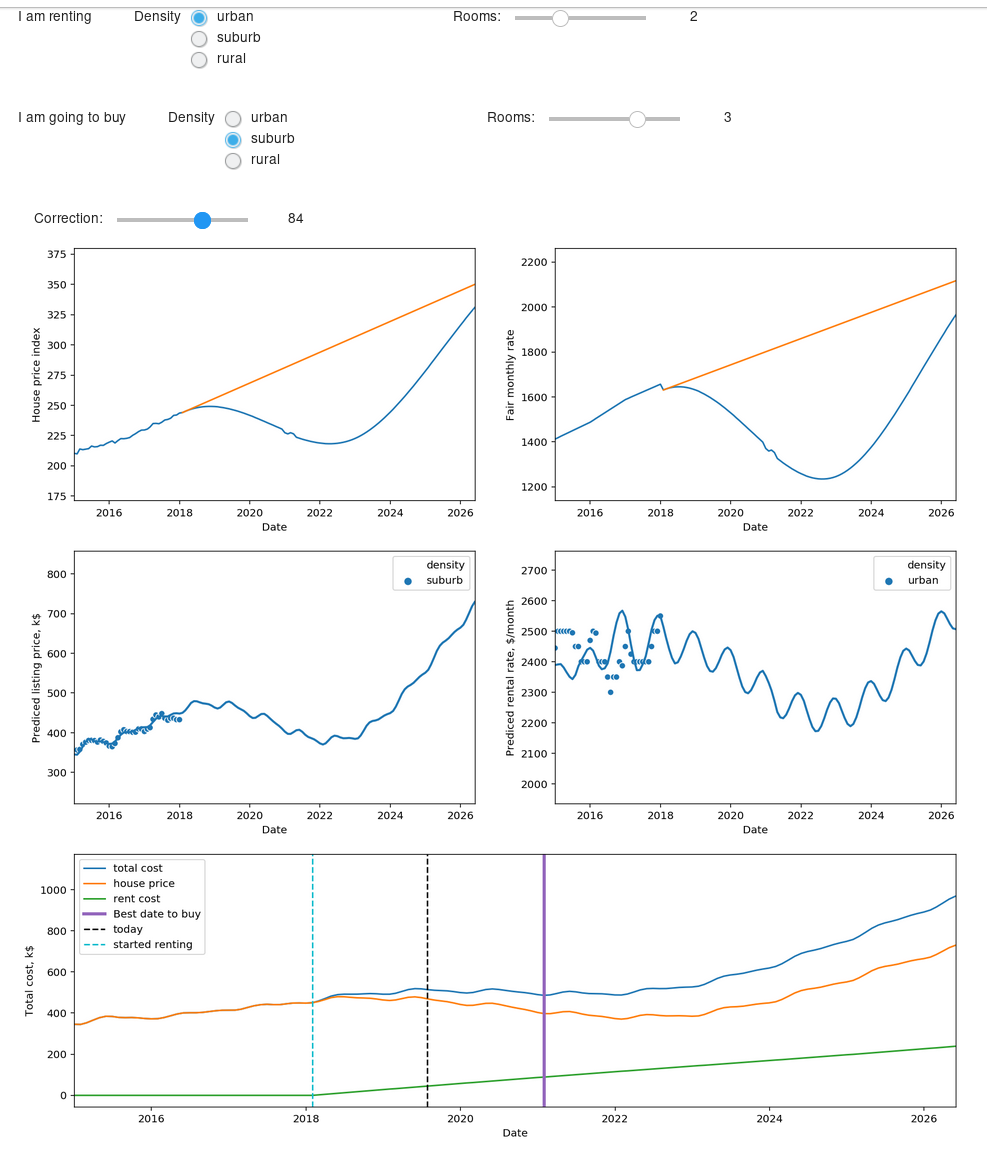 I am renting Density urban Rooms: 2
suburb
rural
I am going to buy Density urban Rooms: 3
suburb
rural
Correction: 84
House price index
375
350
325
300
275
250
225
200
175
2016 2018 2020 2022 2024 2026
Date
Fair monthly rate
2200
2000
1800
1600
1400
1200
2016 2018 2020 2022 2024 2026
Date
Prediced listing price, k$
800
700
600
500
400
300
density
suburb
2016 2018 2020 2022 2024 2026
Date
Prediced rental rate, $/month
2700
2600
2500
2400
2300
2200
2100
2000
density
urban
2016 2018 2020 2022 2024 2026
Date
Total cost, k$
1000
800
600
400
200
0
total cost
house price
rent cost
Best date to buy
today
started renting
2016 2018 2020 2022 2024 2026
Date